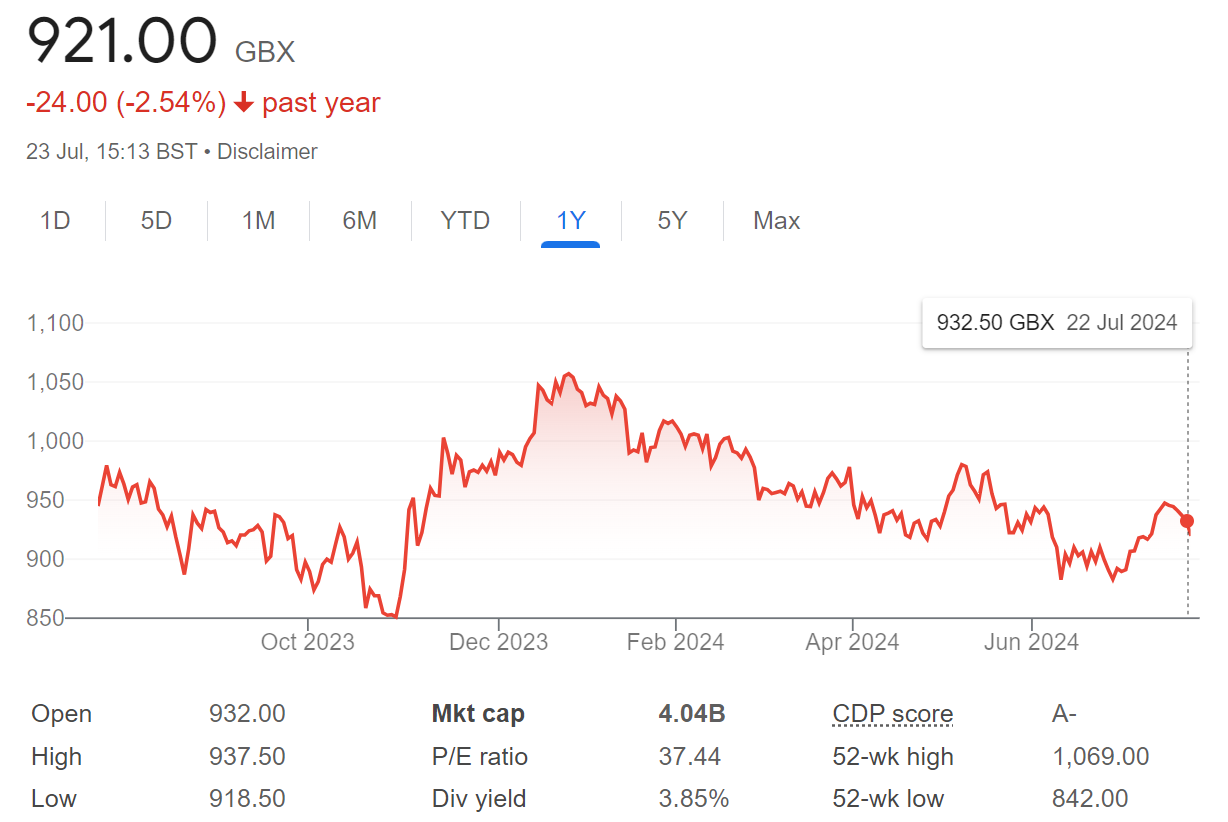 921.00 GBX
-24.00 (-2.54%) ↓ past year
23 Jul, 15:13 BST • Disclaimer
1D 5D 1M 6M YTD 1Y 5Y Max
932.50 GBX 22 Jul 2024
1,100
1,050
1,000
950
900
850
Oct 2023 Dec 2023 Feb 2024 Apr 2024 Jun 2024
Open 932.00 Mkt cap 4.04B CDP score A-
High 937.50 P/E ratio 37.44 52-wk high 1,069.00
Low 918.50 Div yield 3.85% 52-wk low 842.00